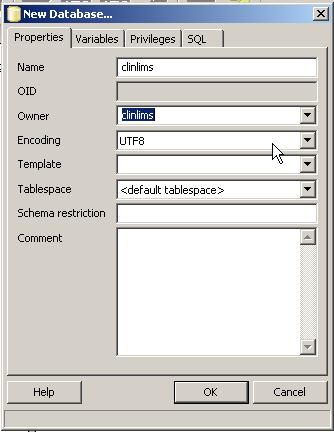 New Database...
Properties Variables Privileges SQL
Name clinlims
OID
Owner clinlims
Encoding UTF8
Template
Tablespace <default tablespace>
Schema restriction
Comment
Help OK Cancel